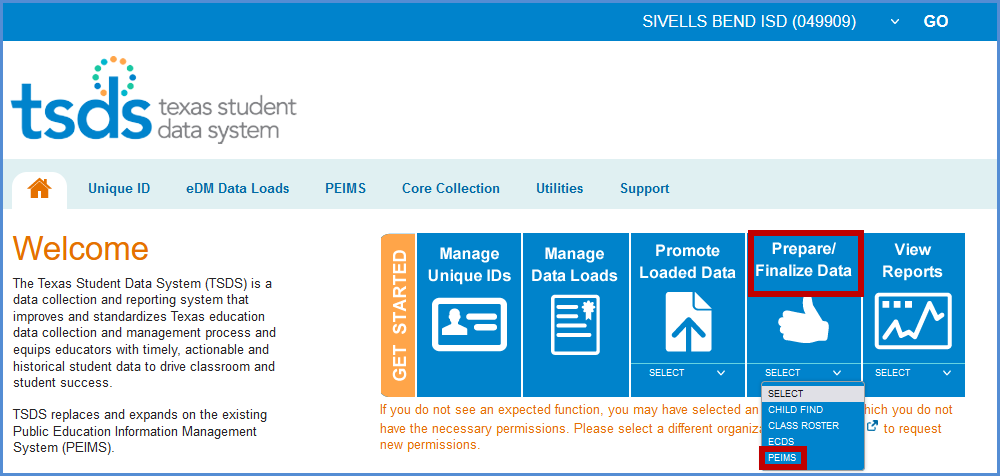 SIVELLS BEND ISD (049909) GO
tsds texas student
data system
Unique ID eDM Data Loads PEIMS Core Collection Utilities Support
Welcome
The Texas Student Data System (TSDS) is a
data collection and reporting system that
improves and standardizes Texas education
data collection and management process and
equips educators with timely, actionable and
historical student data to drive classroom and
student success.
TSDS replaces and expands on the existing
Public Education Information Management
System (PEIMS).
GET STARTED
Manage
Unique IDs
Manage
Data Loads
Promote
Loaded Data
SELECT
Prepare/
Finalize Data
SELECT
SELECT
CHILD FIND
CLASS ROSTER
ECDS
PEIMS
View
Reports
SELECT
If you do not see an expected function, you may have selected an hich you do not
have the necessary permissions. Please select a different organiza to request
new permissions.